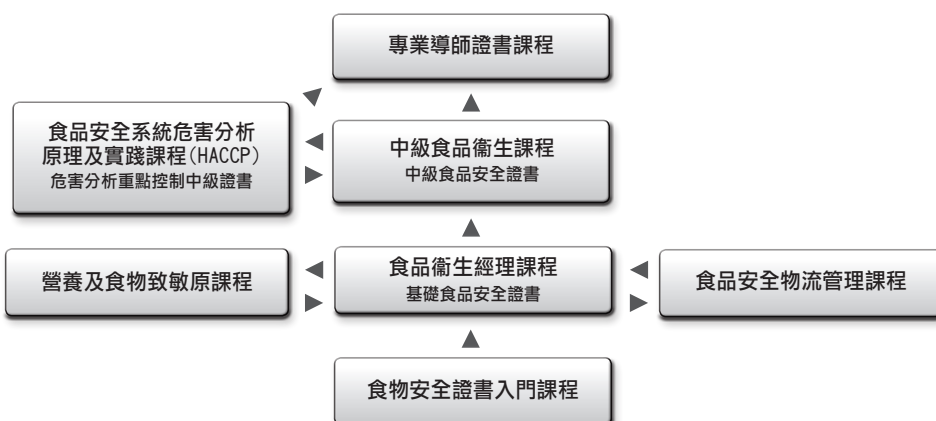 專業導師證書課程
食品安全系統危害分析
原理及實踐課程(HACCP)
危害分析重點控制中級證書
中級食品衞生課程
中級食品安全證書
營養及食物致敏原課程
食品衞生經理課程
基礎食品安全證書
食品安全物流管理課程
食物安全證書入門課程